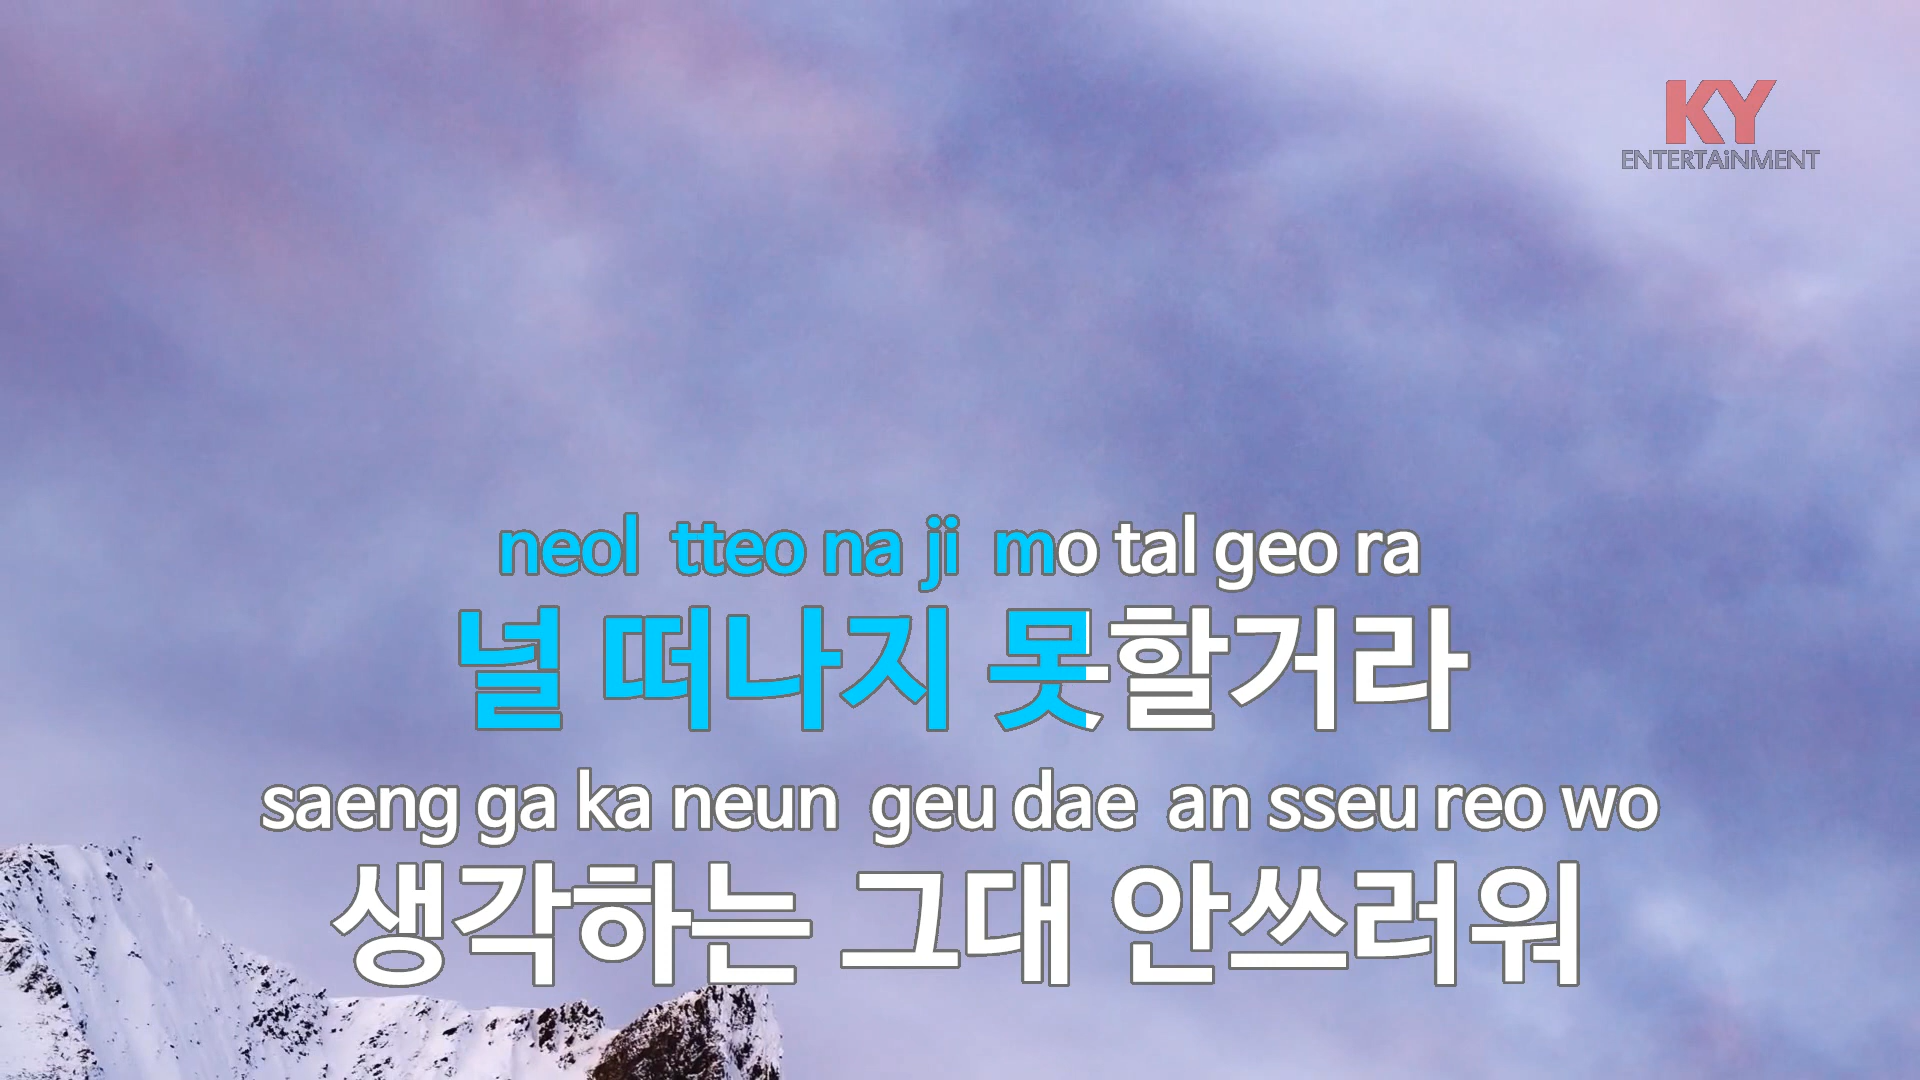 KY
ENTERTAiNMENT
neol tteo na ji mo tal geo ra
널 떠나지 못할거라
saeng ga ka neun geu dae an sseu reo wo
생각하는 그대 안쓰러워